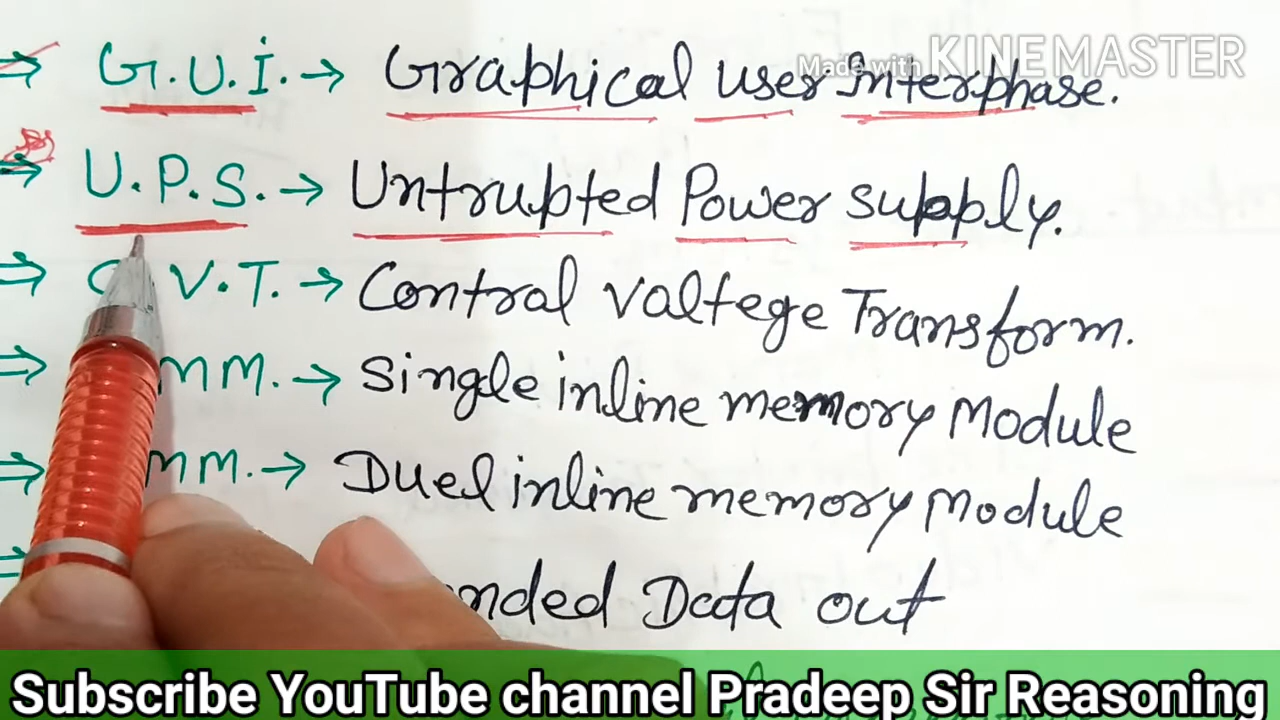 Made with KINEMASTER
⇒ G.U.I. → Graphical user interphase.
⇒ U.P.S. → Untrupted Power supply.
⇒ V.T. → Contral Valtege Transform.
⇒ MM. → Single inline memory Module
⇒ MM. → Duel inline memory Module
Data out
Subscribe YouTube channel Pradeep Sir Reasoning